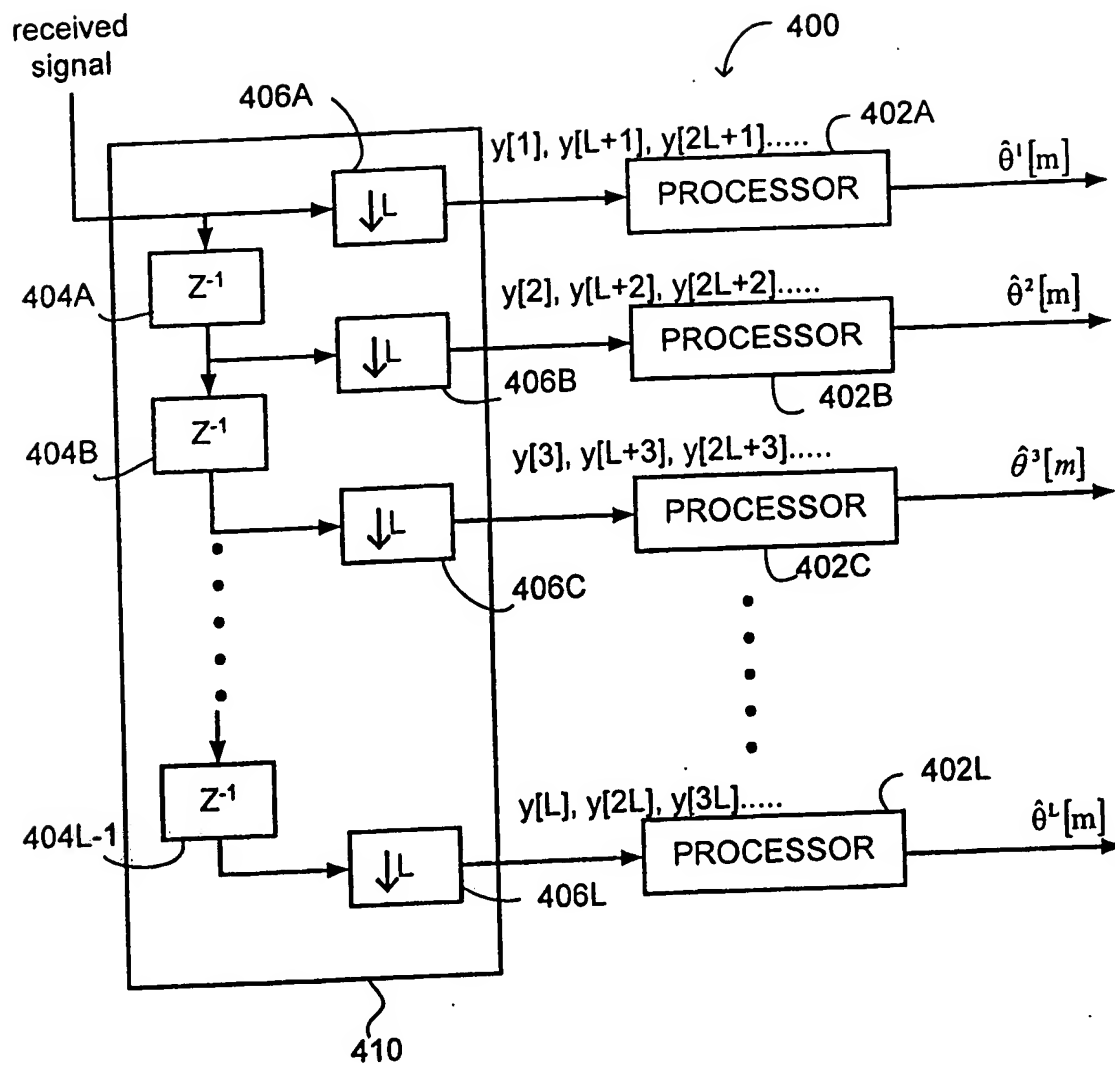 received
signal
400
406A
402A
y[1], y[L+1], y[2L+1].....
↓L
PROCESSOR
θ̂¹[m]
404A
Z⁻¹
y[2], y[L+2], y[2L+2].....
↓L
PROCESSOR
θ̂²[m]
406B
402B
404B
Z⁻¹
y[3], y[L+3], y[2L+3].....
↓L
PROCESSOR
θ̂³[m]
406C
402C
Z⁻¹
404L-1
y[L], y[2L], y[3L].....
402L
↓L
PROCESSOR
θ̂ᴸ[m]
406L
410